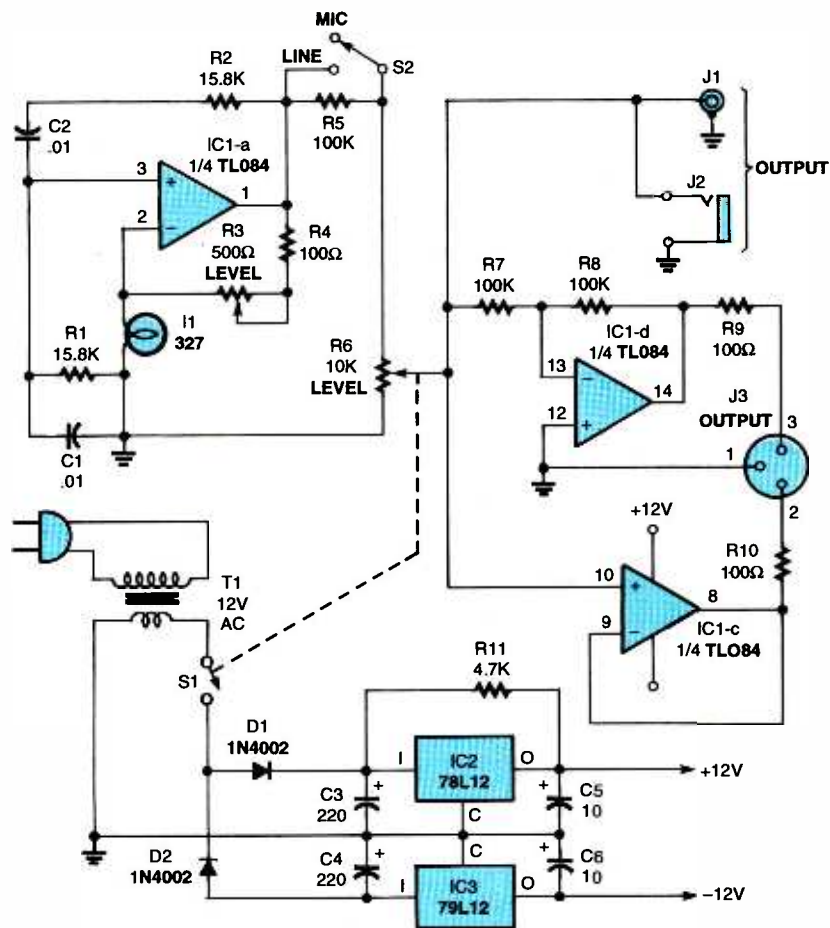 MIC
LINE
S2
R2
15.8K
R5
100K
C2
.01
IC1-a
1/4 TL084
3
+
1
2
−
R3
500Ω
LEVEL
R4
100Ω
I1
327
R1
15.8K
C1
.01
R6
10K
LEVEL
J1
J2
OUTPUT
R7
100K
R8
100K
IC1-d
1/4 TL084
R9
100Ω
13
−
14
12
+
J3
OUTPUT
3
1
2
+12V
R10
100Ω
10
+
8
9
−
IC1-c
1/4 TLO84
T1
12V
AC
S1
R11
4.7K
D1
1N4002
I
IC2
78L12
O
+12V
C3
220
+
C
C5
10
+
D2
1N4002
C4
220
+
C
C6
10
+
I
IC3
79L12
O
−12V